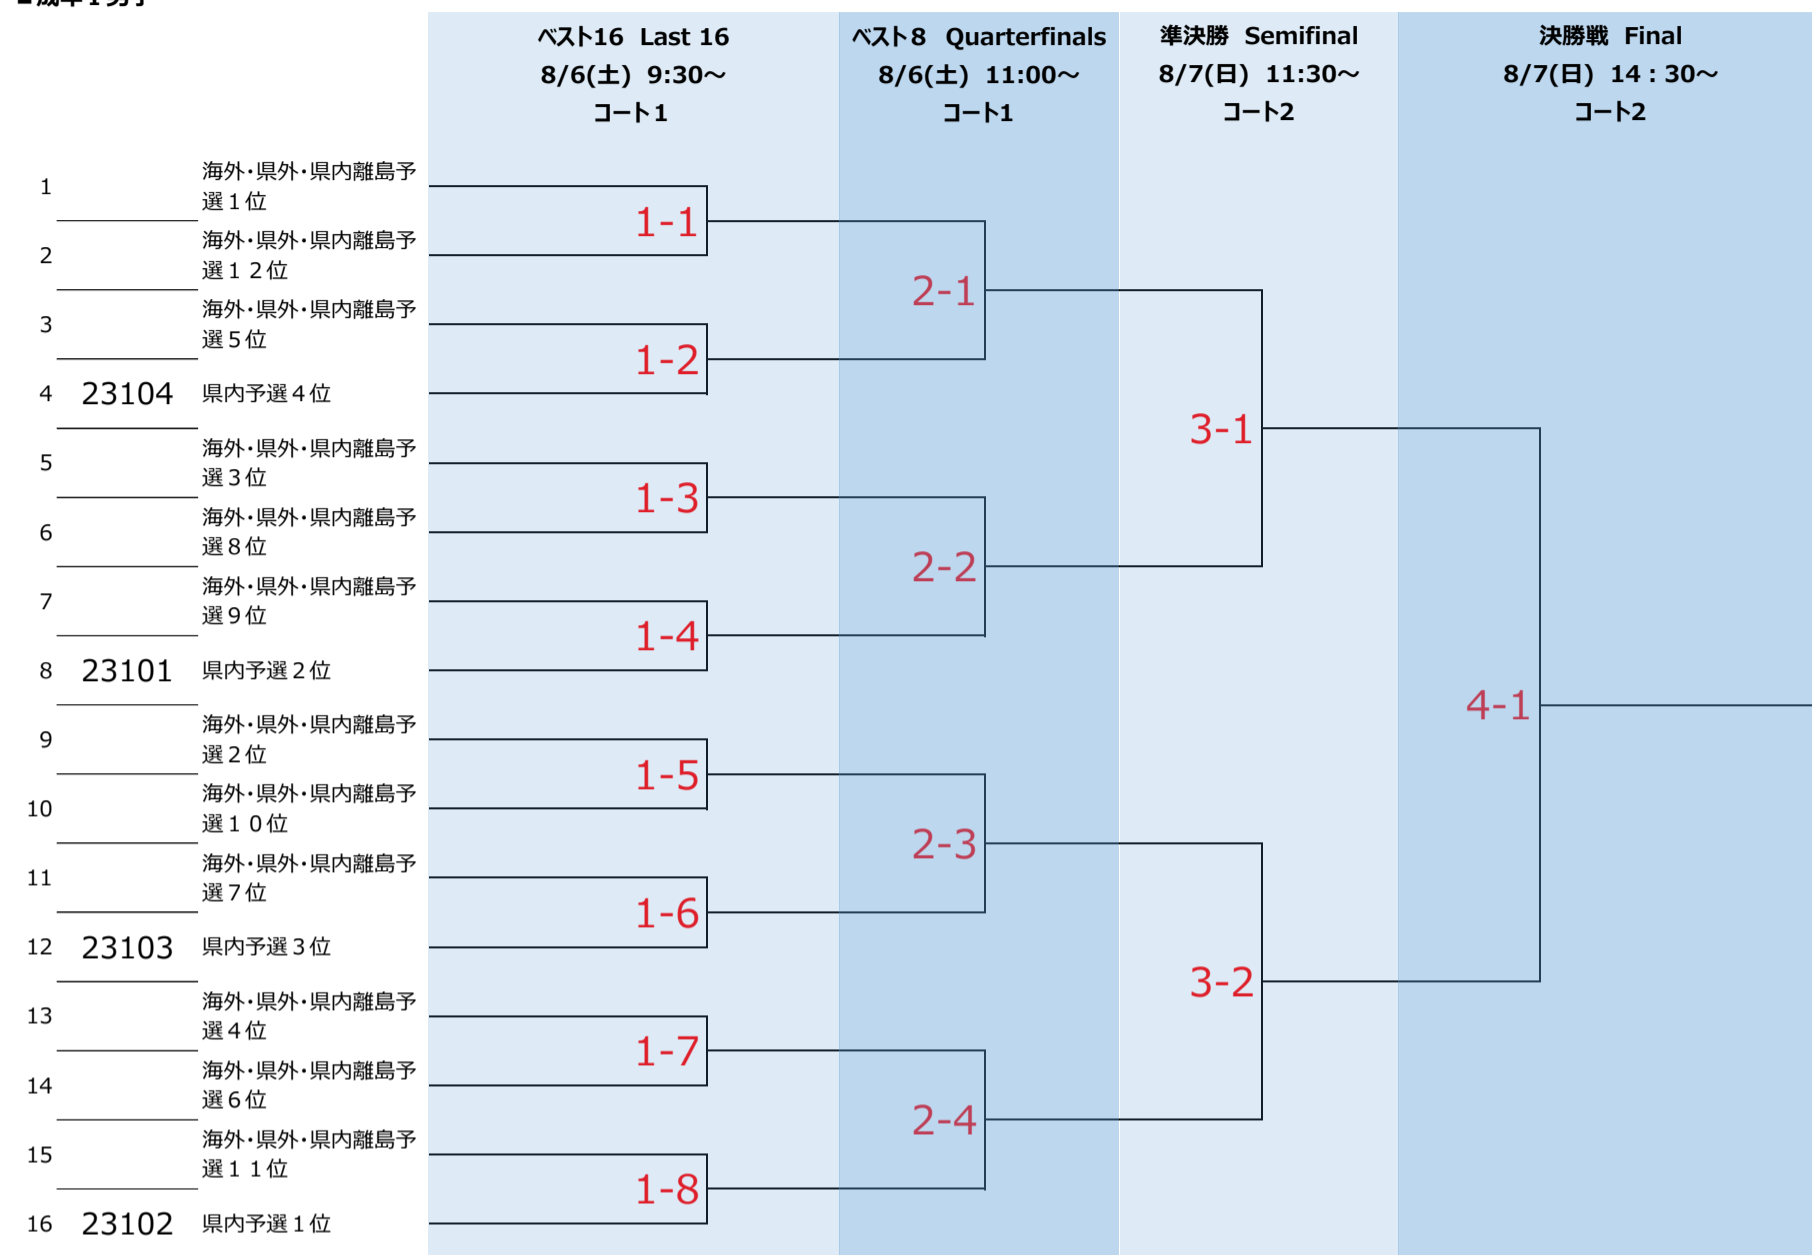 ベスト16 Last 16
8/6(土) 9:30～
コート1
ベスト8 Quarterfinals
8/6(土) 11:00～
コート1
準決勝 Semifinal
8/7(日) 11:30～
コート2
決勝戦 Final
8/7(日) 14：30～
コート2
1 海外・県外・県内離島予
選１位
2 海外・県外・県内離島予
選１２位
3 海外・県外・県内離島予
選５位
4 23104 県内予選４位
5 海外・県外・県内離島予
選３位
6 海外・県外・県内離島予
選８位
7 海外・県外・県内離島予
選９位
8 23101 県内予選２位
9 海外・県外・県内離島予
選２位
10 海外・県外・県内離島予
選１０位
11 海外・県外・県内離島予
選７位
12 23103 県内予選３位
13 海外・県外・県内離島予
選４位
14 海外・県外・県内離島予
選６位
15 海外・県外・県内離島予
選１１位
16 23102 県内予選１位
1-1
1-2
1-3
1-4
1-5
1-6
1-7
1-8
2-1
2-2
2-3
2-4
3-1
3-2
4-1